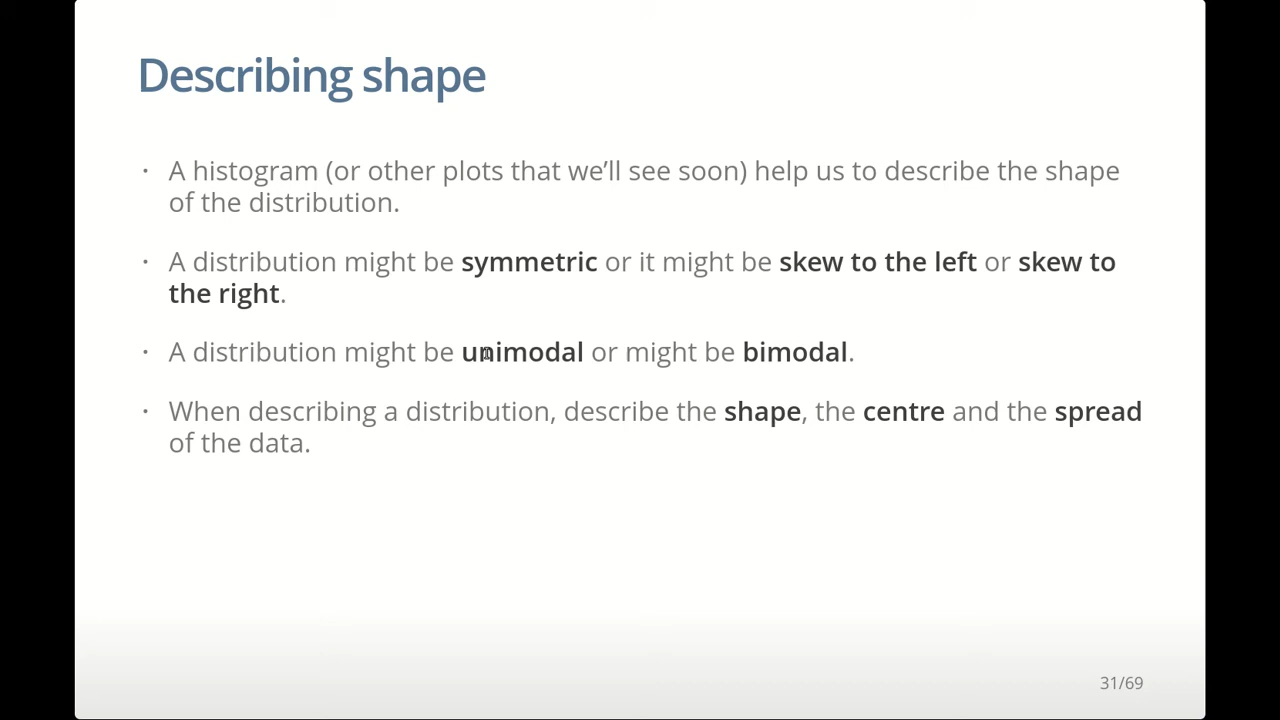 Describing shape
· A histogram (or other plots that we’ll see soon) help us to describe the shape
of the distribution.
· A distribution might be symmetric or it might be skew to the left or skew to
the right.
· A distribution might be unimodal or might be bimodal.
· When describing a distribution, describe the shape, the centre and the spread
of the data.
31/69